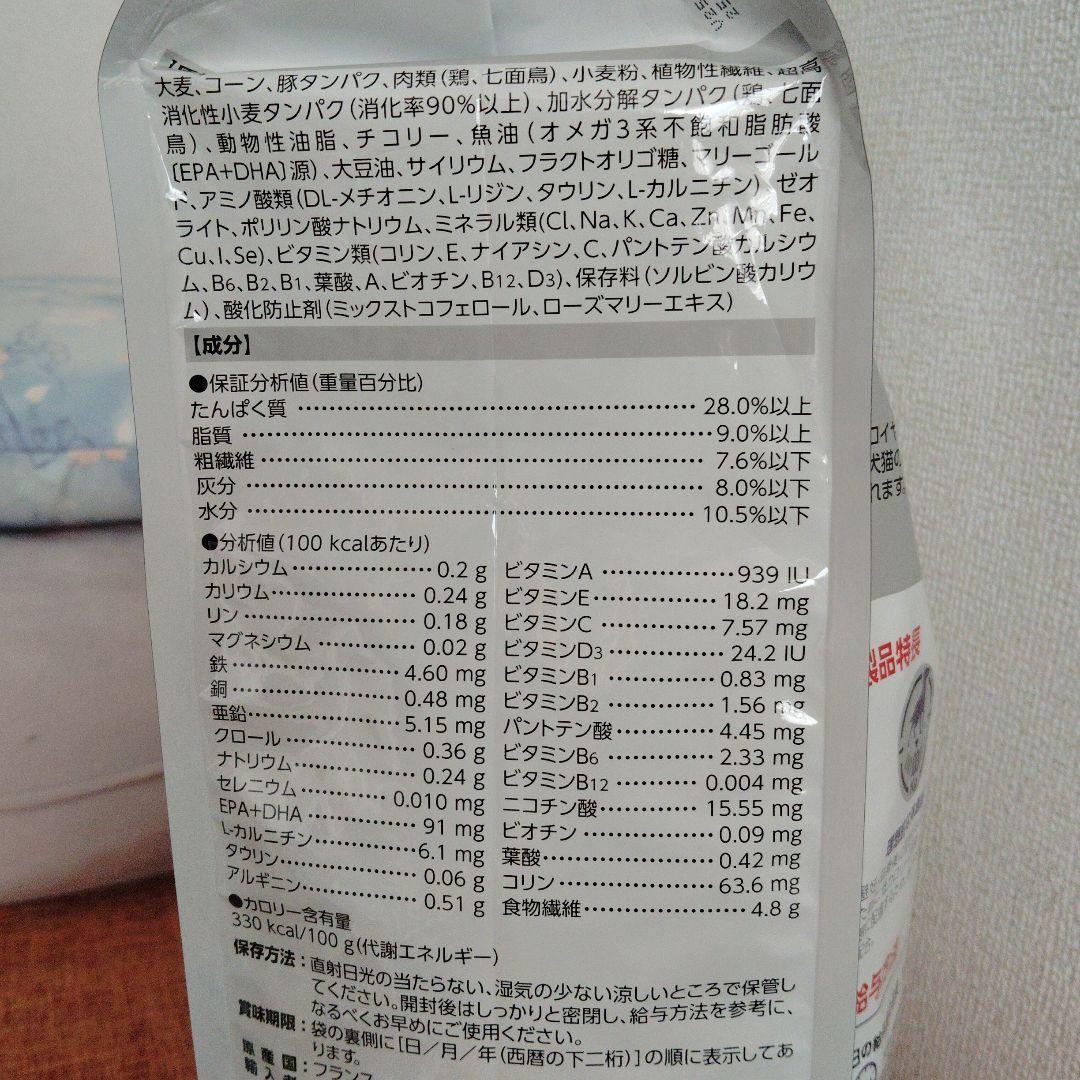 大麦、コーン、豚タンパク、肉類(鶏、七面鳥)、小麦粉、植物性繊維、超高
消化性小麦タンパク(消化率90%以上)、加水分解タンパク(鶏、七面
鳥)、動物性油脂、チコリー、魚油(オメガ3系不飽和脂肪酸
[EPA+DHA]源)、大豆油、サイリウム、フラクトオリゴ糖、マリーゴール
ド、アミノ酸類(DL-メチオニン、L-リジン、タウリン、L-カルニチン)、ゼオ
ライト、ポリリン酸ナトリウム、ミネラル類(Cl、Na、K、Ca、Zn、Mn、Fe、
Cu、I、Se)、ビタミン類(コリン、E、ナイアシン、C、パントテン酸カルシウ
ム、B6、B2、B1、葉酸、A、ビオチン、B12、D3)、保存料(ソルビン酸カリウ
ム)、酸化防止剤(ミックストコフェロール、ローズマリーエキス)
【成分】
●保証分析値(重量百分比)
たんぱく質 28.0%以上
脂質 9.0%以上
粗繊維 7.6%以下
灰分 8.0%以下
水分 10.5%以下
●分析値(100 kcalあたり)
カルシウム 0.2 g
カリウム 0.24 g
リン 0.18 g
マグネシウム 0.02 g
鉄 4.60 mg
銅 0.48 mg
亜鉛 5.15 mg
クロール 0.36 g
ナトリウム 0.24 g
セレニウム 0.010 mg
EPA+DHA 91 mg
L-カルニチン 6.1 mg
タウリン 0.06 g
アルギニン 0.51 g
ビタミンA 939 IU
ビタミンE 18.2 mg
ビタミンC 7.57 mg
ビタミンD3 24.2 IU
ビタミンB1 0.83 mg
ビタミンB2 1.56 mg
パントテン酸 4.45 mg
ビタミンB6 2.33 mg
ビタミンB12 0.004 mg
ニコチン酸 15.55 mg
ビオチン 0.09 mg
葉酸 0.42 mg
コリン 63.6 mg
食物繊維 4.8 g
●カロリー含有量
330 kcal/100 g(代謝エネルギー)
保存方法:直射日光の当たらない、湿気の少ない涼しいところで保管し
てください。開封後はしっかりと密閉し、給与方法を参考に、
なるべくお早めにご使用ください。
賞味期限:袋の裏側に[日/月/年(西暦の下二桁)]の順に表示してあ
ります。
原産国:フランス
輸入者
コイヤ
犬猫の
れます。
製品特長
給与方